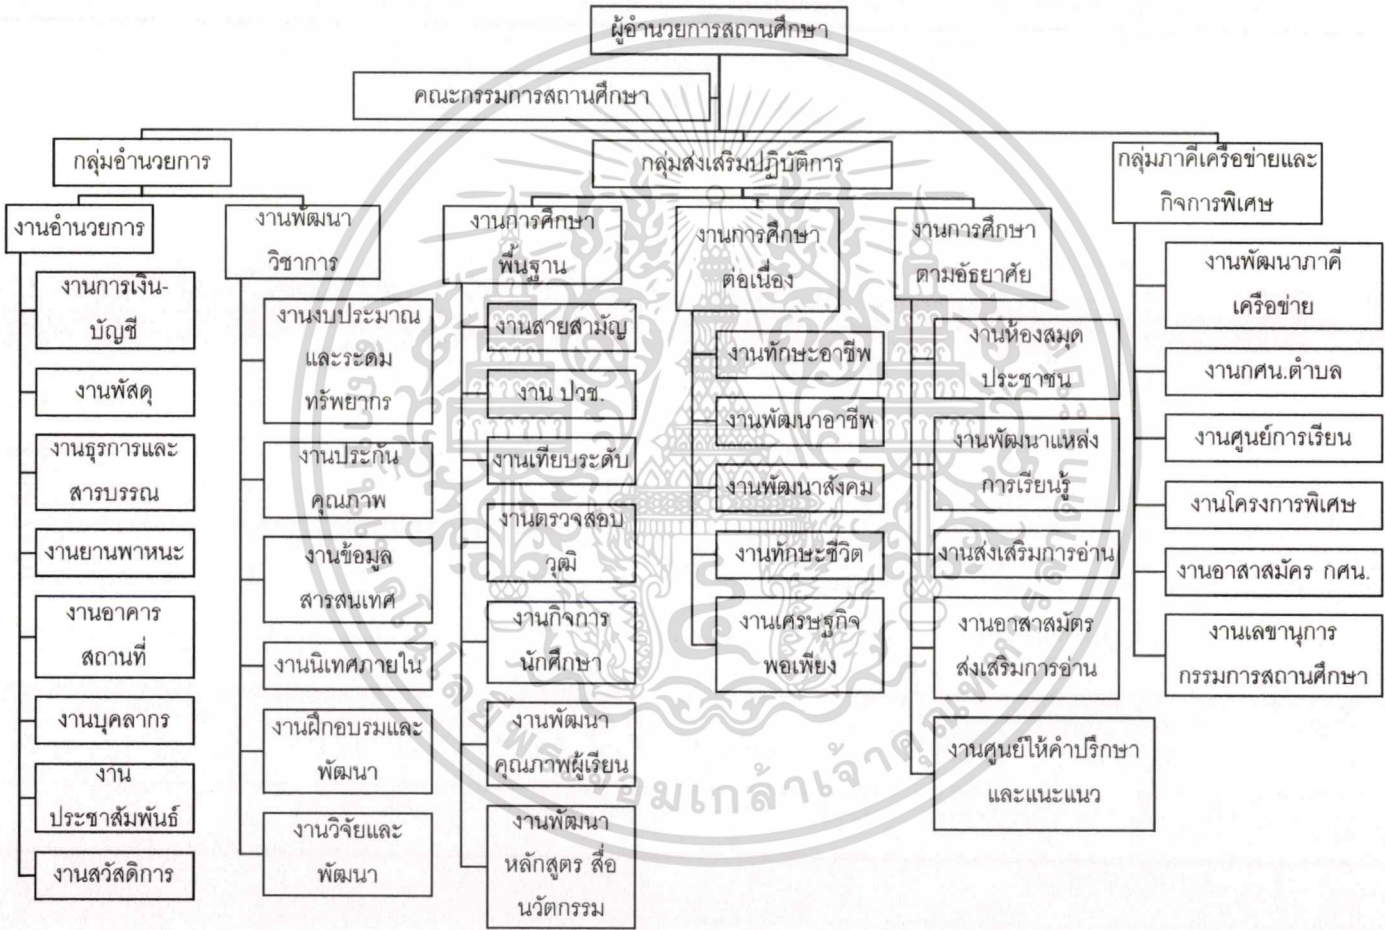 ผู้อำนวยการสถานศึกษา
คณะกรรมการสถานศึกษา
กลุ่มอำนวยการ
งานอำนวยการ
งานการเงิน-
บัญชี
งานพัสดุ
งานธุรการและ
สารบรรณ
งานยานพาหนะ
งานอาคาร
สถานที่
งานบุคลากร
งาน
ประชาสัมพันธ์
งานสวัสดิการ
งานพัฒนา
วิชาการ
งานงบประมาณ
และระดม
ทรัพยากร
งานประกัน
คุณภาพ
งานข้อมูล
สารสนเทศ
งานนิเทศภายใน
งานฝึกอบรมและ
พัฒนา
งานวิจัยและ
พัฒนา
กลุ่มส่งเสริมปฏิบัติการ
งานการศึกษา
พื้นฐาน
งานสายสามัญ
งาน ปวช.
งานเทียบระดับ
งานตรวจสอบ
วุฒิ
งานกิจการ
นักศึกษา
งานพัฒนา
คุณภาพผู้เรียน
งานพัฒนา
หลักสูตร สื่อ
นวัตกรรม
งานการศึกษา
ต่อเนื่อง
งานทักษะอาชีพ
งานพัฒนาอาชีพ
งานพัฒนาสังคม
งานทักษะชีวิต
งานเศรษฐกิจ
พอเพียง
งานการศึกษา
ตามอัธยาศัย
งานห้องสมุด
ประชาชน
งานพัฒนาแหล่ง
การเรียนรู้
งานส่งเสริมการอ่าน
งานอาสาสมัตร
ส่งเสริมการอ่าน
งานศูนย์ให้คำปรึกษา
และแนะแนว
กลุ่มภาคีเครือข่ายและ
กิจการพิเศษ
งานพัฒนาภาคี
เครือข่าย
งานกศน.ตำบล
งานศูนย์การเรียน
งานโครงการพิเศษ
งานอาสาสมัคร กศน.
งานเลขานุการ
กรรมการสถานศึกษา